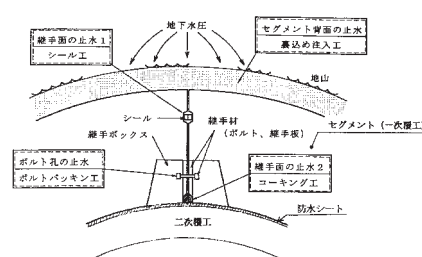 地下水圧
継手面の止水1
シール工
セグメント背面の止水
裏込め注入工
地山
シール
継手材
(ボルト、継手板)
セグメント(一次覆工)
継手ボックス
ボルト孔の止水
ボルトパッキン工
継手面の止水2
コーキング工
防水シート
二次覆工